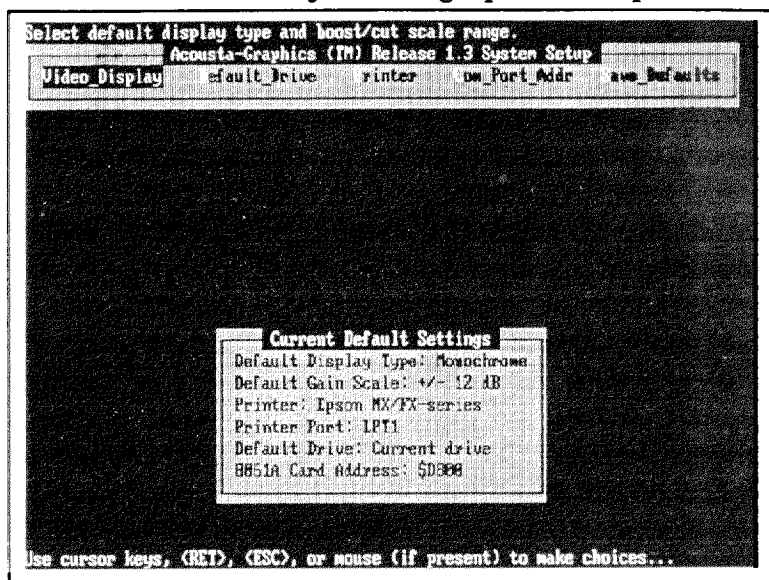 Select default display type and boost/cut scale range.
Acousta-Graphics (TM) Release 1.3 System Setup
Video_Display efault_Drive rinter om_Port_Addr ave_Defaults
Current Default Settings
Default Display Type: Monochrome
Default Gain Scale: +/- 12 dB
Printer: Epson MX/FX-series
Printer Port: LPT1
Default Drive: Current drive
8051A Card Address: $D800
Use cursor keys, <RET>, <ESC>, or mouse (if present) to make choices...